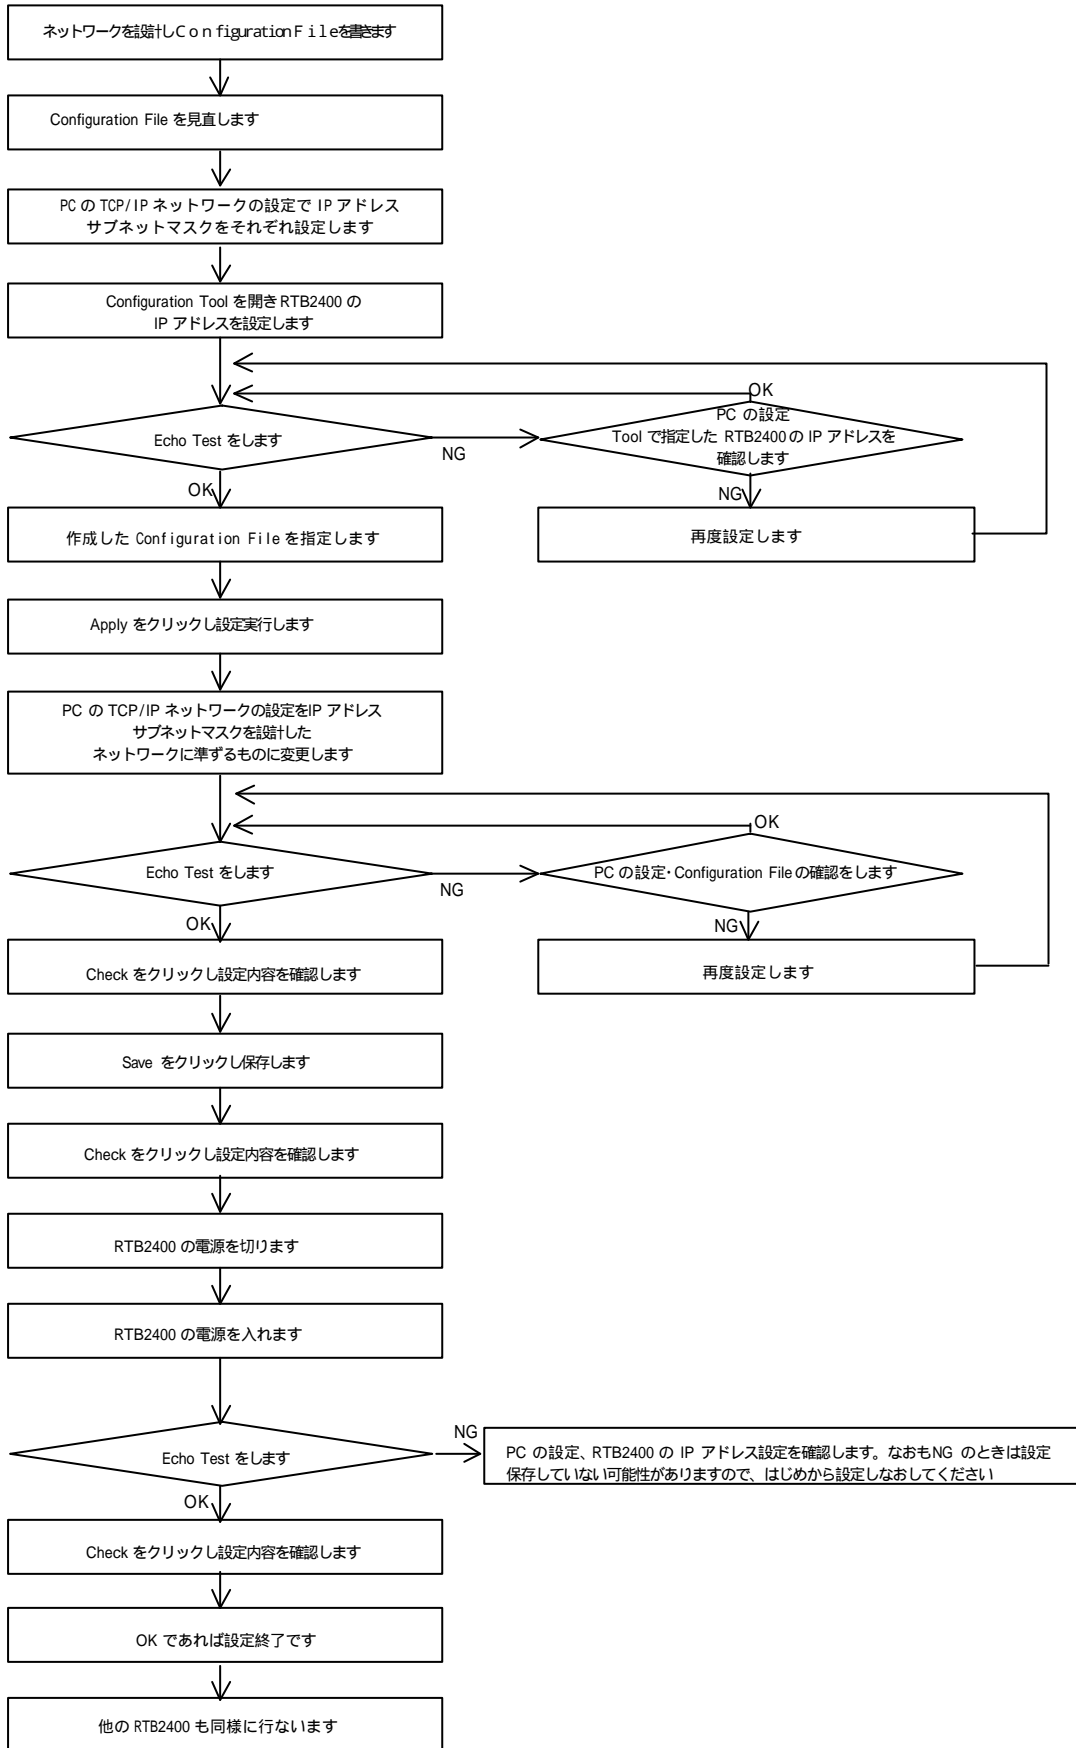 ネットワークを設計しConfigurationFileを書きます
Configuration File を見直します
PC の TCP/IP ネットワークの設定で IP アドレス
サブネットマスクをそれぞれ設定します
Configuration Tool を開き RTB2400 の
IP アドレスを設定します
Echo Test をします
NG
OK
PC の設定
Tool で指定した RTB2400 の IP アドレスを
確認します
OK
NG
再度設定します
作成した Configuration File を指定します
Apply をクリックし設定実行します
PC の TCP/IP ネットワークの設定をIP アドレス
サブネットマスクを設計した
ネットワークに準ずるものに変更します
Echo Test をします
NG
OK
PC の設定・Configuration File の確認をします
OK
NG
再度設定します
Check をクリックし設定内容を確認します
Save をクリックし保存します
Check をクリックし設定内容を確認します
RTB2400 の電源を切ります
RTB2400 の電源を入れます
Echo Test をします
NG
PC の設定、RTB2400 の IP アドレス設定を確認します。なおもNG のときは設定
保存していない可能性がありますので、はじめから設定しなおしてください
OK
Check をクリックし設定内容を確認します
OK であれば設定終了です
他の RTB2400 も同様に行ないます